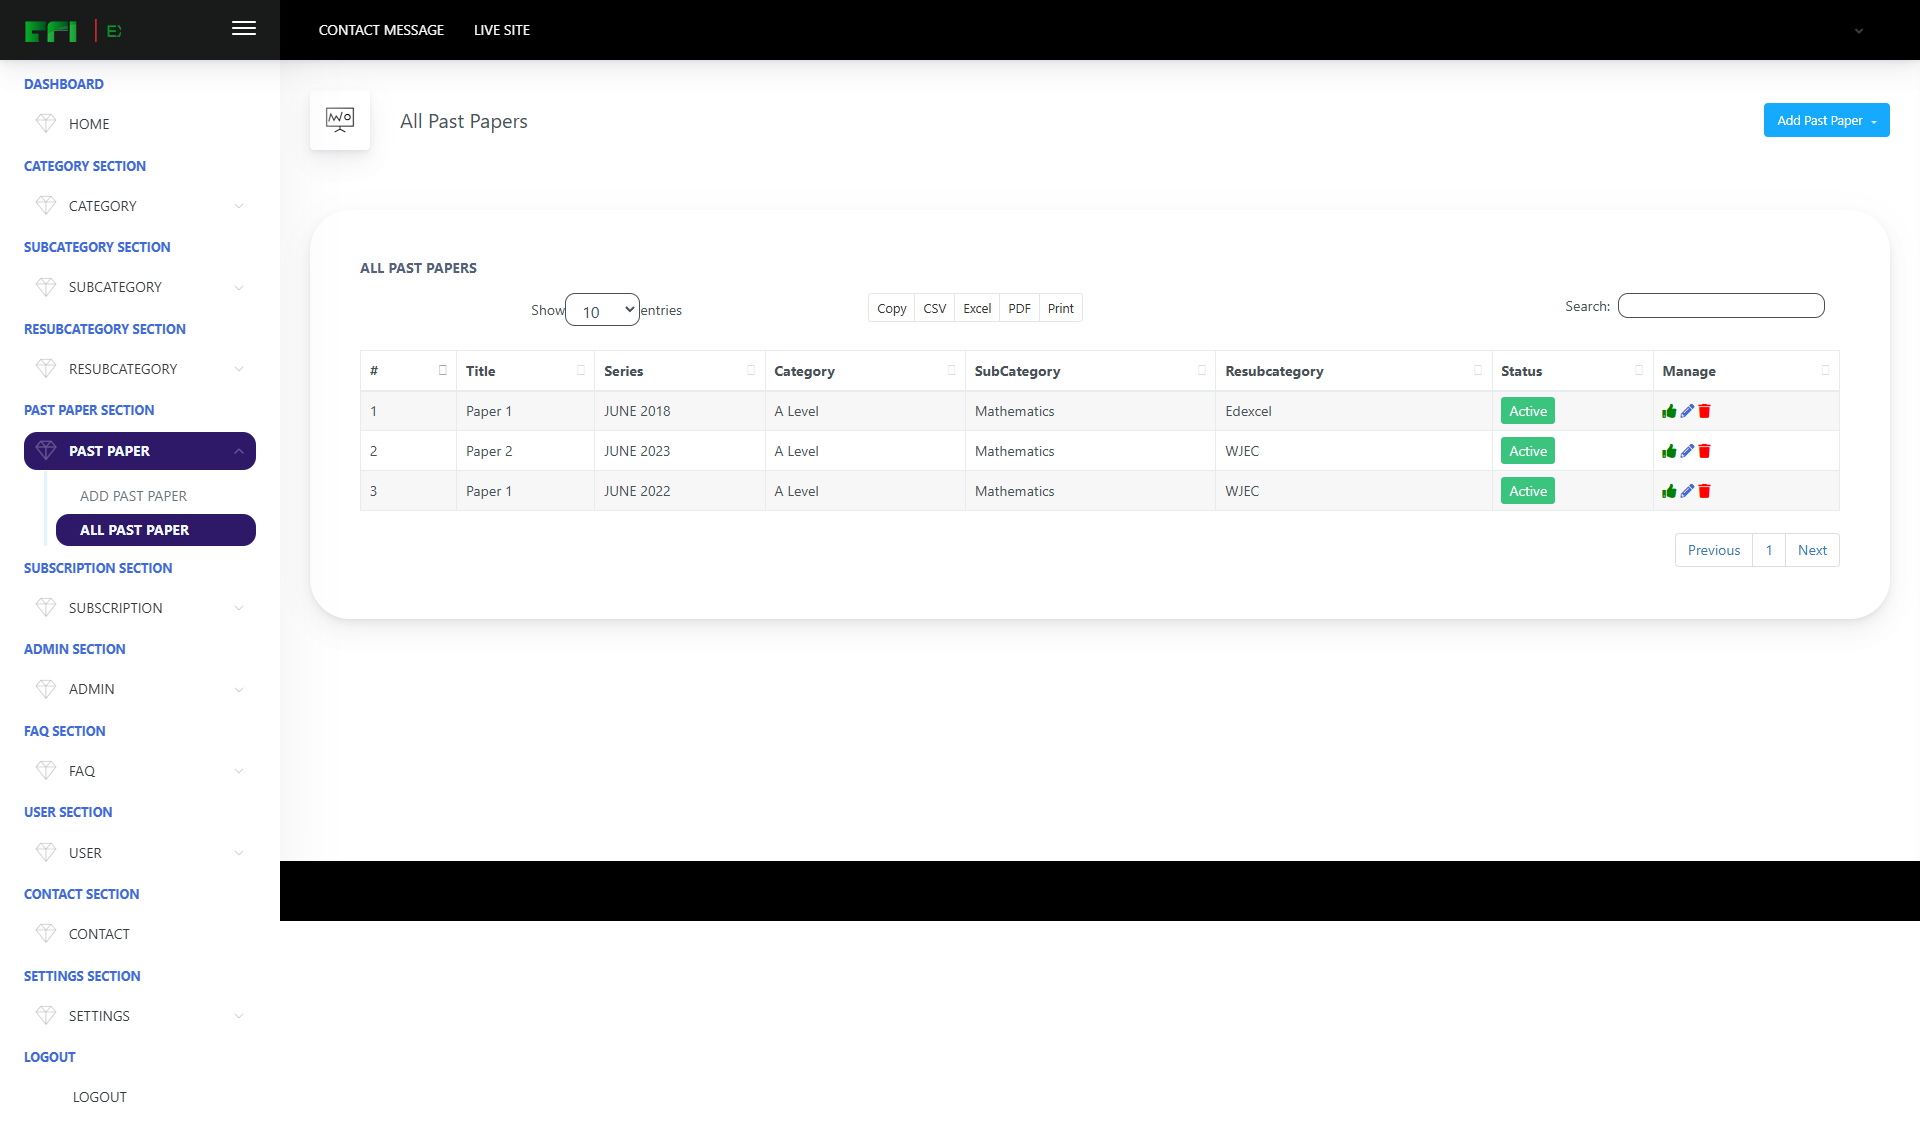 EFI | EX
CONTACT MESSAGE LIVE SITE
DASHBOARD
HOME
CATEGORY SECTION
CATEGORY
SUBCATEGORY SECTION
SUBCATEGORY
RESUBCATEGORY SECTION
RESUBCATEGORY
PAST PAPER SECTION
PAST PAPER
ADD PAST PAPER
ALL PAST PAPER
SUBSCRIPTION SECTION
SUBSCRIPTION
ADMIN SECTION
ADMIN
FAQ SECTION
FAQ
USER SECTION
USER
CONTACT SECTION
CONTACT
SETTINGS SECTION
SETTINGS
LOGOUT
LOGOUT
All Past Papers
Add Past Paper
ALL PAST PAPERS
Show 10 entries
Copy CSV Excel PDF Print
Search:
# Title Series Category SubCategory Resubcategory Status Manage
1 Paper 1 JUNE 2018 A Level Mathematics Edexcel Active
2 Paper 2 JUNE 2023 A Level Mathematics WJEC Active
3 Paper 1 JUNE 2022 A Level Mathematics WJEC Active
Previous 1 Next